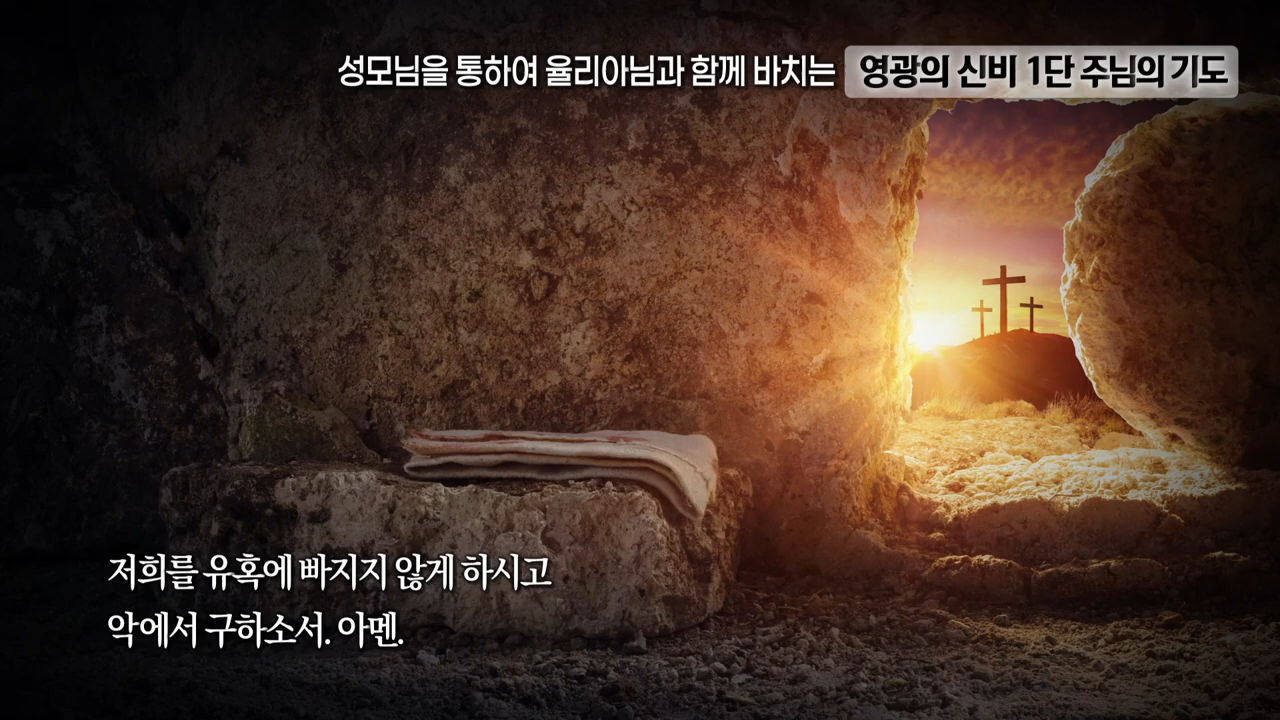 성모님을 통하여 율리아님과 함께 바치는 영광의 신비 1단 주님의 기도
저희를 유혹에 빠지지 않게 하시고
악에서 구하소서. 아멘.